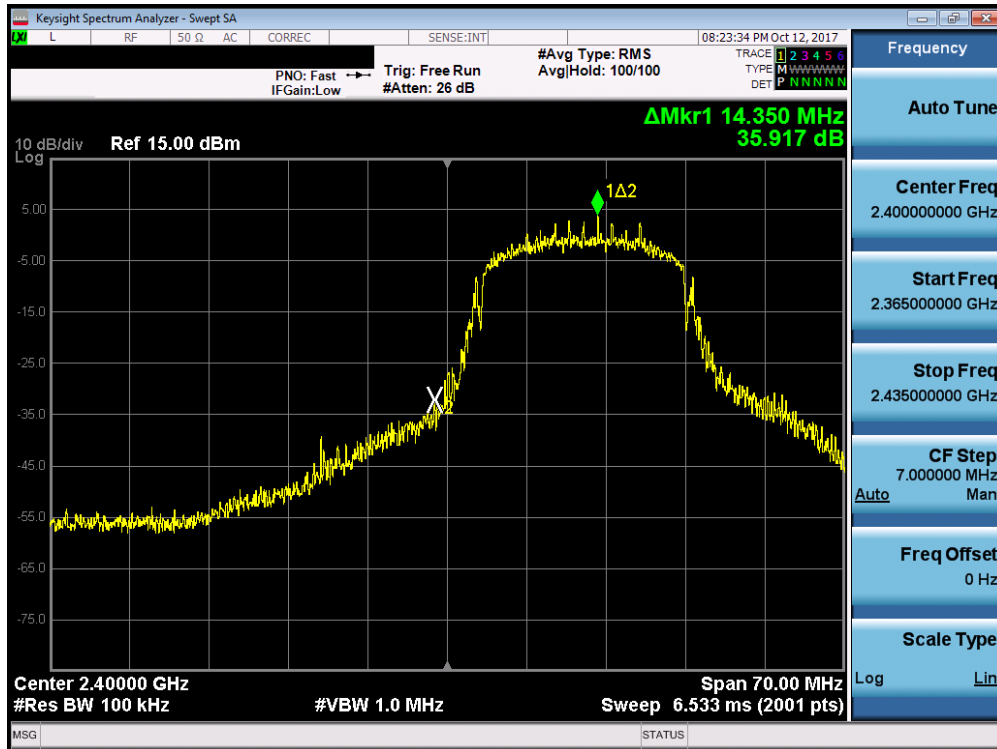 Keysight Spectrum Analyzer - Swept SA
LXI L RF 50 Ω AC CORREC SENSE:INT 08:23:34 PM Oct 12, 2017
PNO: Fast
IFGain:Low
Trig: Free Run
#Atten: 26 dB
#Avg Type: RMS
Avg|Hold: 100/100
TRACE 1 2 3 4 5 6
TYPE M WWWWW
DET P N N N N N
ΔMkr1 14.350 MHz
35.917 dB
10 dB/div Ref 15.00 dBm
Log
1Δ2
5.00
-5.00
-15.0
-25.0
-35.0
-45.0
-55.0
-65.0
-75.0
X2
Center 2.40000 GHz Span 70.00 MHz
#Res BW 100 kHz #VBW 1.0 MHz Sweep 6.533 ms (2001 pts)
MSG STATUS
Frequency
Auto Tune
Center Freq
2.400000000 GHz
Start Freq
2.365000000 GHz
Stop Freq
2.435000000 GHz
CF Step
7.000000 MHz
Auto Man
Freq Offset
0 Hz
Scale Type
Log Lin